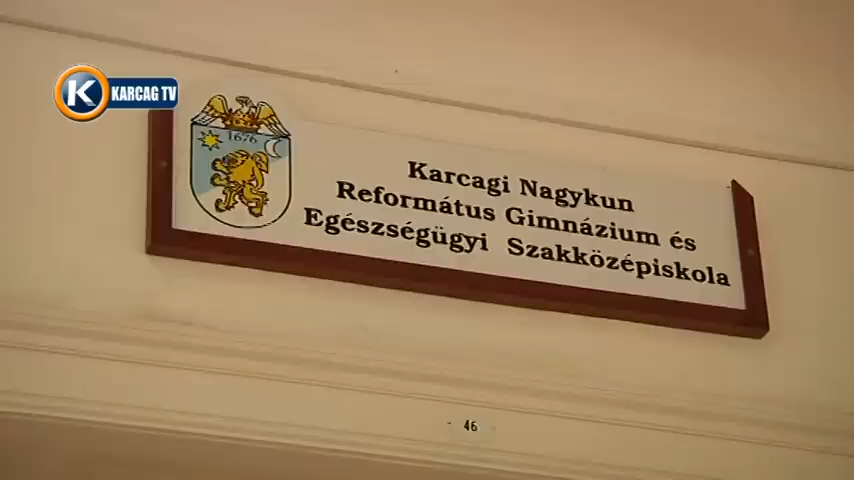 KARCAG TV
1676
Karcagi Nagykun
Református Gimnázium és
Egészségügyi Szakközépiskola
46